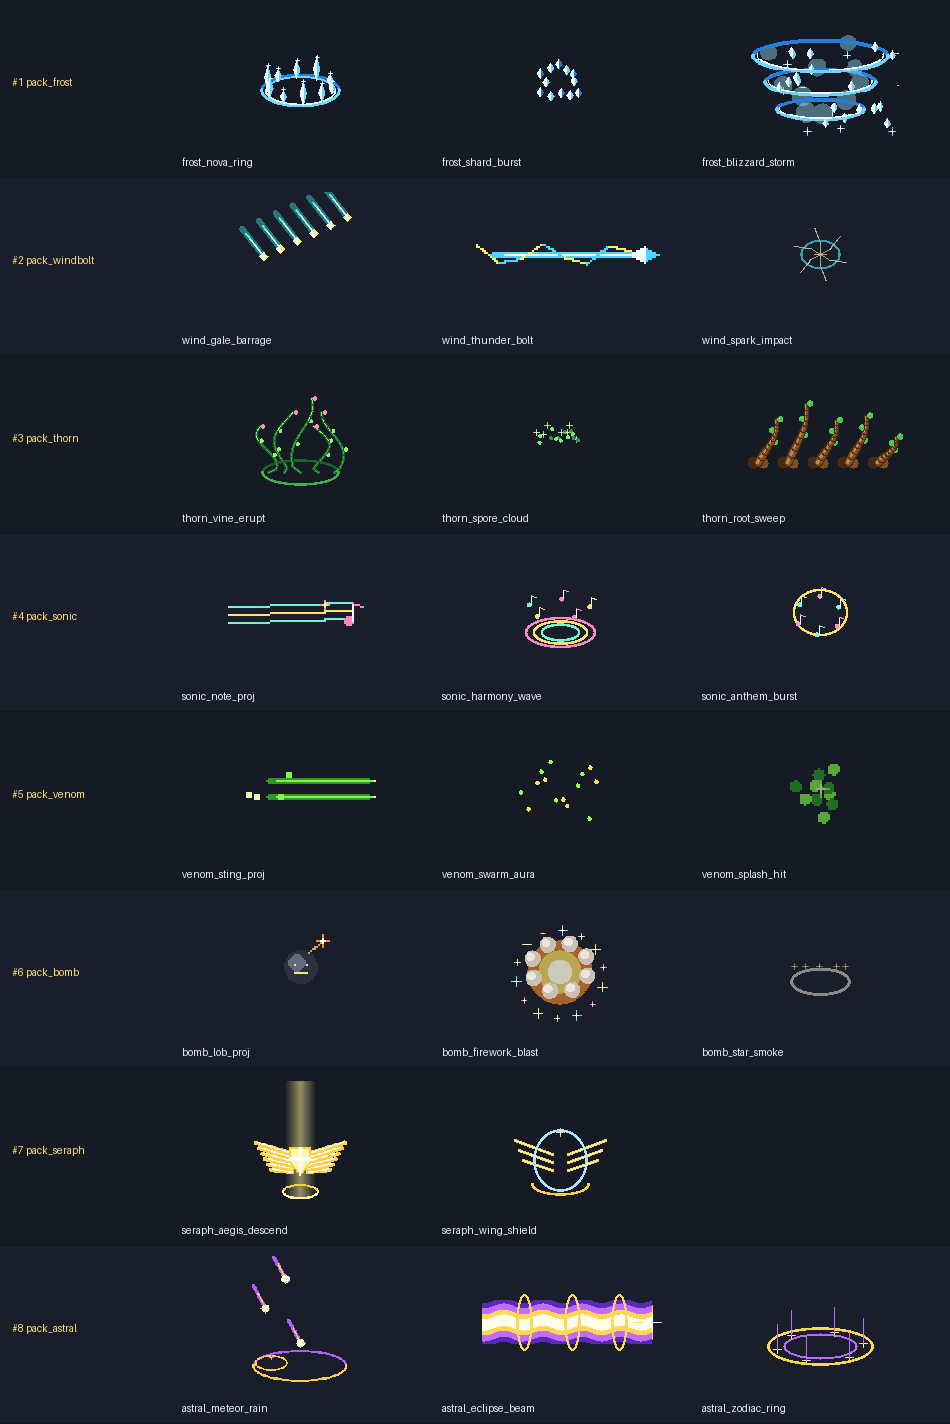 #1 pack_frost
frost_nova_ring frost_shard_burst frost_blizzard_storm
#2 pack_windbolt
wind_gale_barrage wind_thunder_bolt wind_spark_impact
#3 pack_thorn
thorn_vine_erupt thorn_spore_cloud thorn_root_sweep
#4 pack_sonic
sonic_note_proj sonic_harmony_wave sonic_anthem_burst
#5 pack_venom
venom_sting_proj venom_swarm_aura venom_splash_hit
#6 pack_bomb
bomb_lob_proj bomb_firework_blast bomb_star_smoke
#7 pack_seraph
seraph_aegis_descend seraph_wing_shield
#8 pack_astral
astral_meteor_rain astral_eclipse_beam astral_zodiac_ring